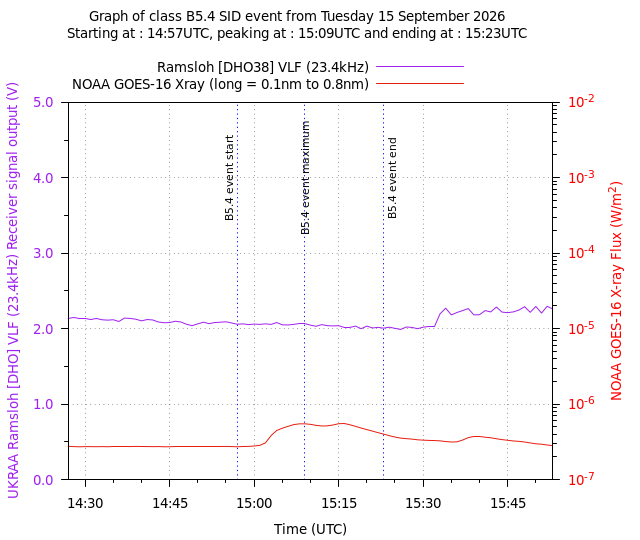 Graph of class B5.4 SID event from Tuesday 15 September 2026
Starting at : 14:57UTC, peaking at : 15:09UTC and ending at : 15:23UTC
Ramsloh [DHO38] VLF (23.4kHz)
NOAA GOES-16 Xray (long = 0.1nm to 0.8nm)
UKRAA Ramsloh [DHO] VLF (23.4kHz) Receiver signal output (V)
5.0
4.0
3.0
2.0
1.0
0.0
B5.4 event start
B5.4 event maximum
B5.4 event end
10-2
10-3
10-4
10-5
10-6
10-7
NOAA GOES-16 X-ray Flux (W/m2)
14:30 14:45 15:00 15:15 15:30 15:45
Time (UTC)